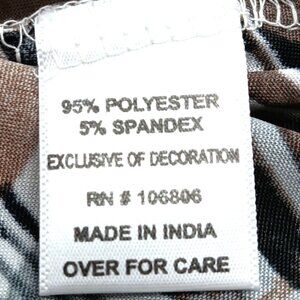 95% POLYESTER
5% SPANDEX
EXCLUSIVE OF DECORATION
RN # 106806
MADE IN INDIA
OVER FOR CARE